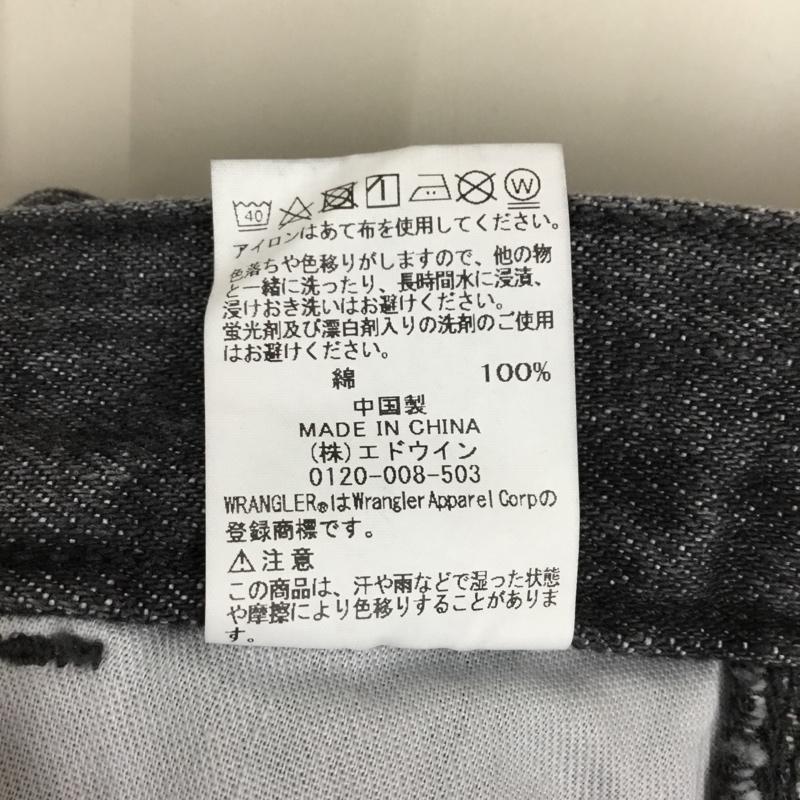 40 W
アイロンはあて布を使用してください。
色落ちや色移りがしますので、他の物
と一緒に洗ったり、長時間水に浸漬、
浸けおき洗いはお避けください。
蛍光剤及び漂白剤入りの洗剤のご使用
はお避けください。
綿 100%
中国製
MADE IN CHINA
(株)エドウイン
0120-008-503
WRANGLER®はWrangler Apparel Corpの
登録商標です。
⚠注意
この商品は、汗や雨などで湿った状態
や摩擦により色移りすることがありま
す。